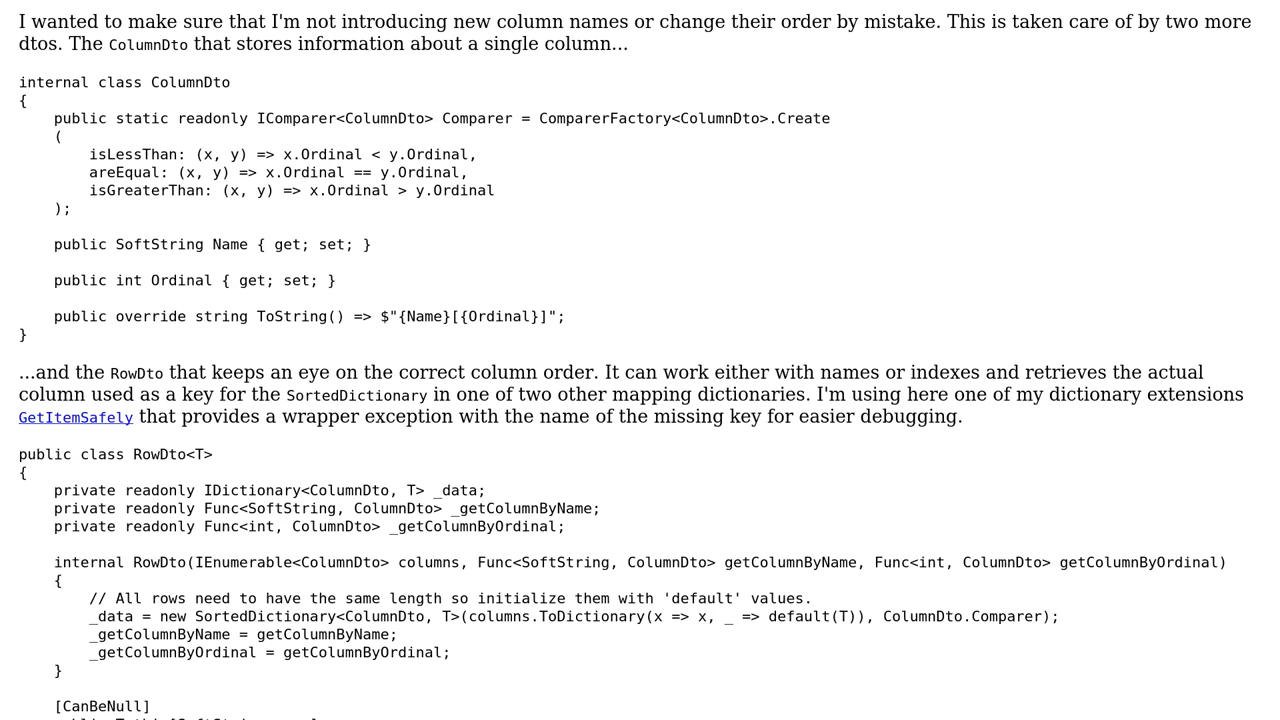 I wanted to make sure that I'm not introducing new column names or change their order by mistake. This is taken care of by two more
dtos. The ColumnDto that stores information about a single column...
internal class ColumnDto
{
    public static readonly IComparer<ColumnDto> Comparer = ComparerFactory<ColumnDto>.Create
    (
        isLessThan: (x, y) => x.Ordinal < y.Ordinal,
        areEqual: (x, y) => x.Ordinal == y.Ordinal,
        isGreaterThan: (x, y) => x.Ordinal > y.Ordinal
    );
    public SoftString Name { get; set; }
    public int Ordinal { get; set; }
    public override string ToString() => $"{Name}[{Ordinal}]";
}
...and the RowDto that keeps an eye on the correct column order. It can work either with names or indexes and retrieves the actual
column used as a key for the SortedDictionary in one of two other mapping dictionaries. I'm using here one of my dictionary extensions
GetItemSafely that provides a wrapper exception with the name of the missing key for easier debugging.
public class RowDto<T>
{
    private readonly IDictionary<ColumnDto, T> _data;
    private readonly Func<SoftString, ColumnDto> _getColumnByName;
    private readonly Func<int, ColumnDto> _getColumnByOrdinal;
    internal RowDto(IEnumerable<ColumnDto> columns, Func<SoftString, ColumnDto> getColumnByName, Func<int, ColumnDto> getColumnByOrdinal)
    {
        // All rows need to have the same length so initialize them with 'default' values.
        _data = new SortedDictionary<ColumnDto, T>(columns.ToDictionary(x => x, _ => default(T)), ColumnDto.Comparer);
        _getColumnByName = getColumnByName;
        _getColumnByOrdinal = getColumnByOrdinal;
    }
    [CanBeNull]